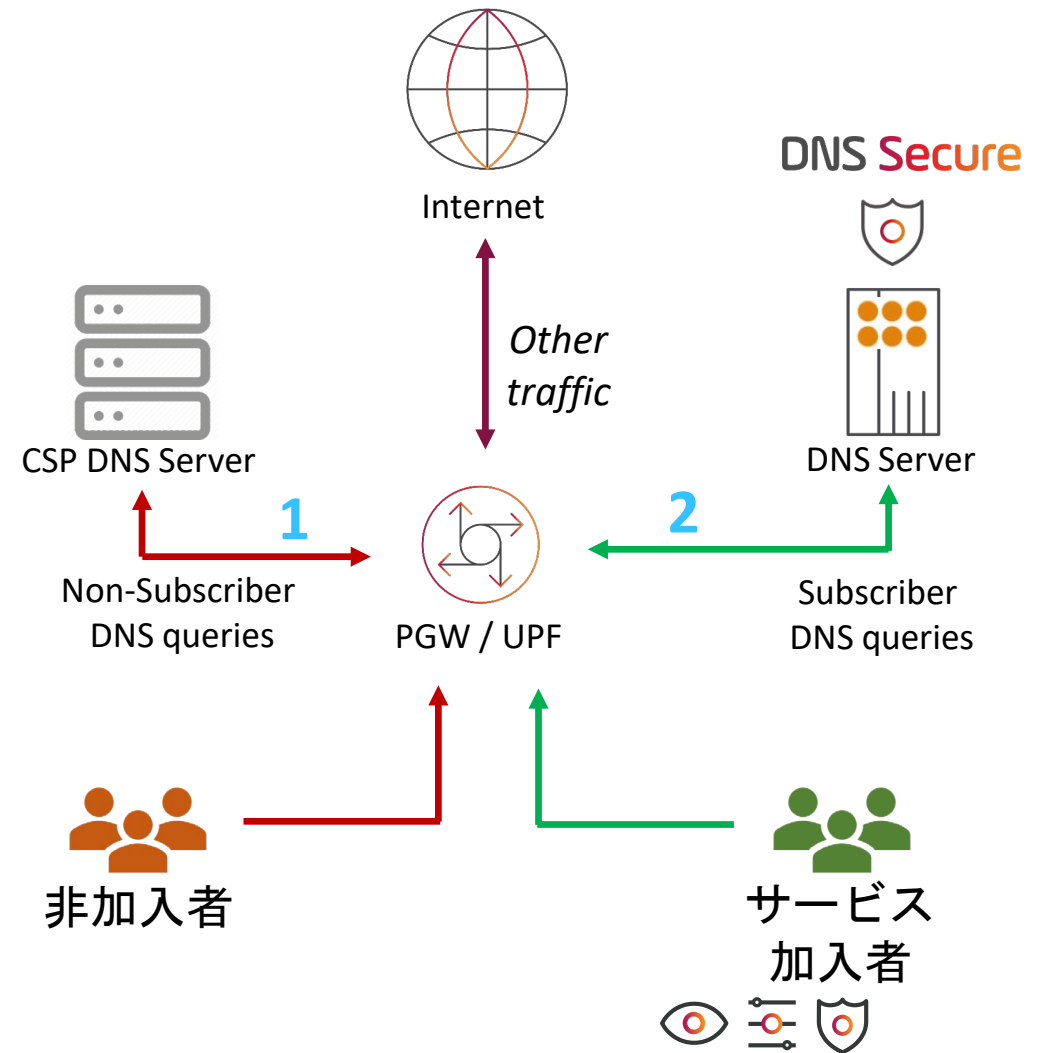 Internet
DNS Secure
Other
traffic
CSP DNS Server
DNS Server
1
2
Non-Subscriber
DNS queries
PGW / UPF
Subscriber
DNS queries
非加入者
サービス
加入者